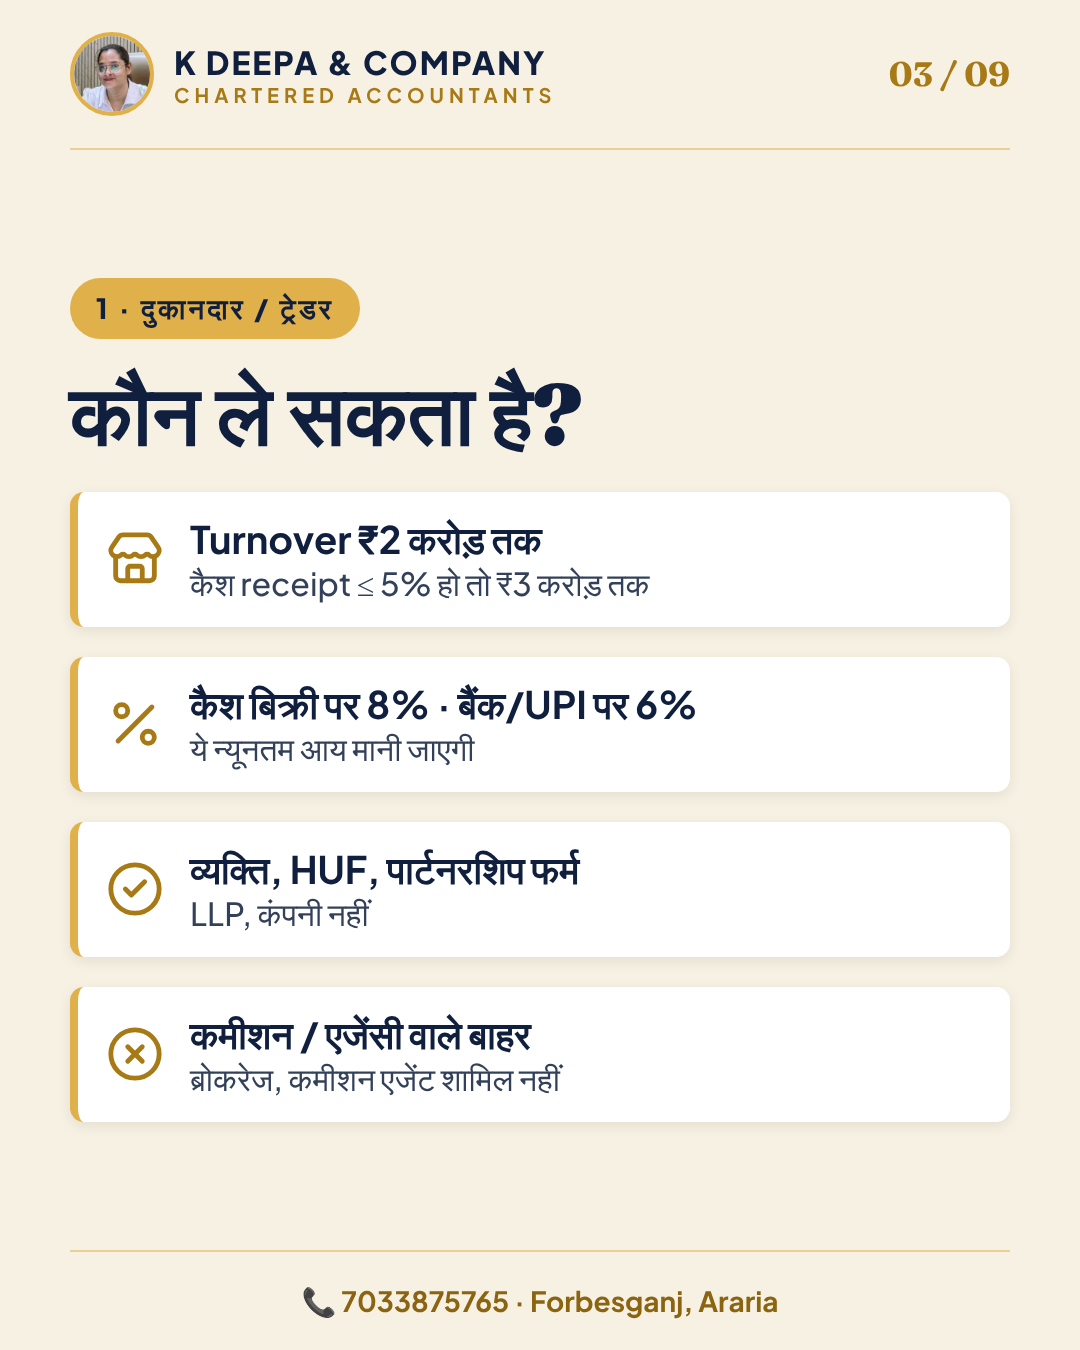 K DEEPA & COMPANY
CHARTERED ACCOUNTANTS
03 / 09
1 · दुकानदार / ट्रेडर
कौन ले सकता है?
Turnover ₹2 करोड़ तक
कैश receipt ≤ 5% हो तो ₹3 करोड़ तक
कैश बिक्री पर 8% · बैंक/UPI पर 6%
ये न्यूनतम आय मानी जाएगी
व्यक्ति, HUF, पार्टनरशिप फर्म
LLP, कंपनी नहीं
कमीशन / एजेंसी वाले बाहर
ब्रोकरेज, कमीशन एजेंट शामिल नहीं
📞 7033875765 · Forbesganj, Araria